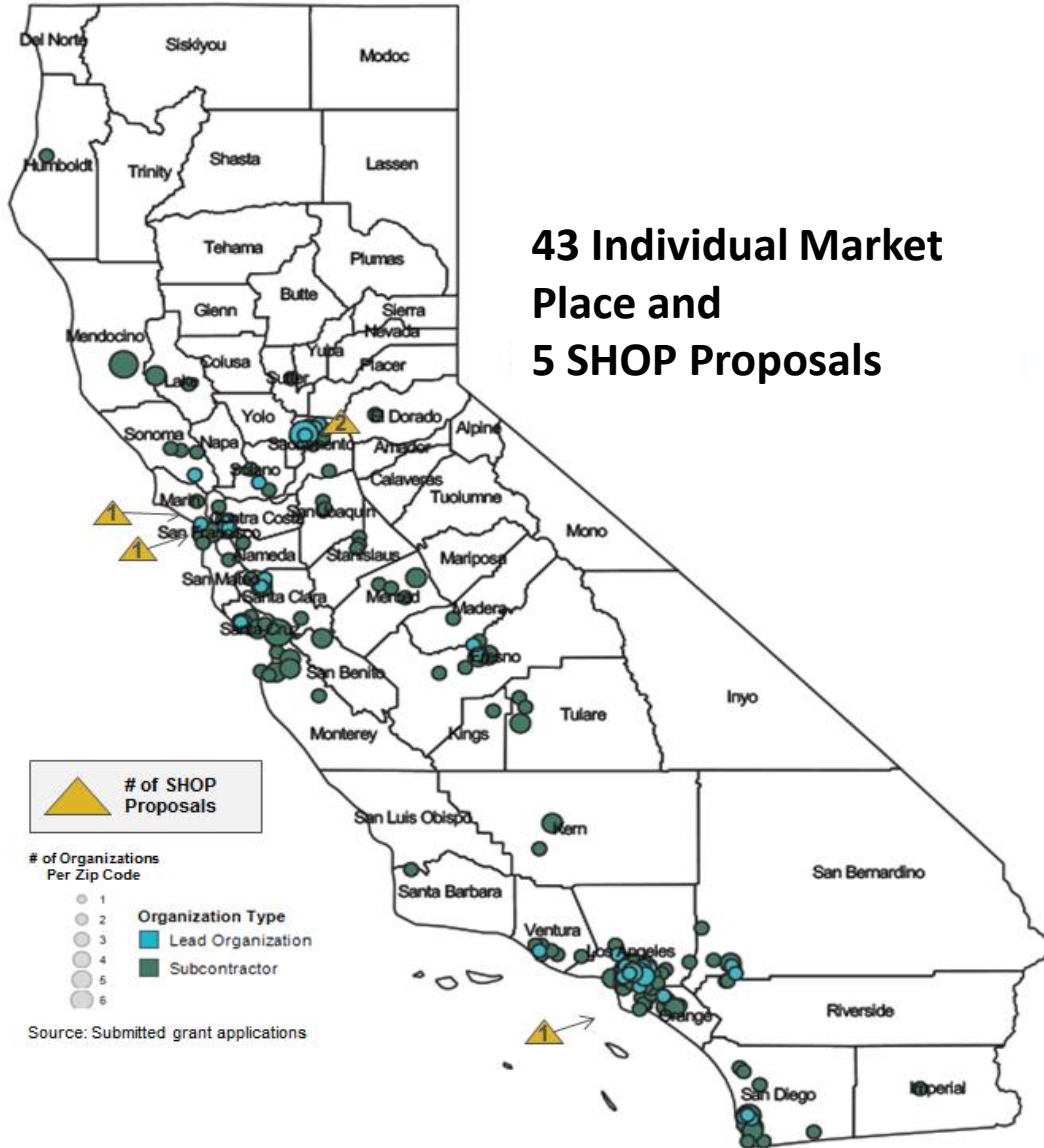 Del Norte
Siskiyou
Modoc
Humboldt
Trinity
Shasta
Lassen
43 Individual Market
Place and
5 SHOP Proposals
Tehama
Plumas
Butte
Glenn
Sierra
Nevada
Mendocino
Colusa
Yuba
Placer
Lake
Sutter
Yolo
El Dorado
2
Sonoma
Napa
Sacramento
Alpine
Amador
Solano
Calaveras
Marin
Tuolumne
1
Contra Costa
San Joaquin
Mono
San Francisco
1
Alameda
Stanislaus
Mariposa
San Mateo
Santa Clara
Merced
Madera
Santa Cruz
Fresno
San Benito
Inyo
Tulare
Monterey
Kings
# of SHOP
Proposals
San Luis Obispo
Kern
# of Organizations
Per Zip Code
San Bernardino
Santa Barbara
1
2
3
4
5
6
Organization Type
Lead Organization
Subcontractor
Ventura
Los Angeles
Source: Submitted grant applications
Orange
Riverside
1
San Diego
Imperial